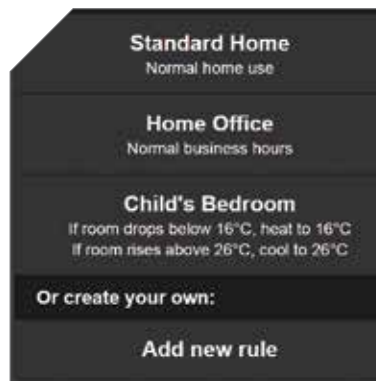 Standard Home
Normal home use
Home Office
Normal business hours
Child's Bedroom
If room drops below 16°C, heat to 16°C
If room rises above 26°C, cool to 26°C
Or create your own:
Add new rule